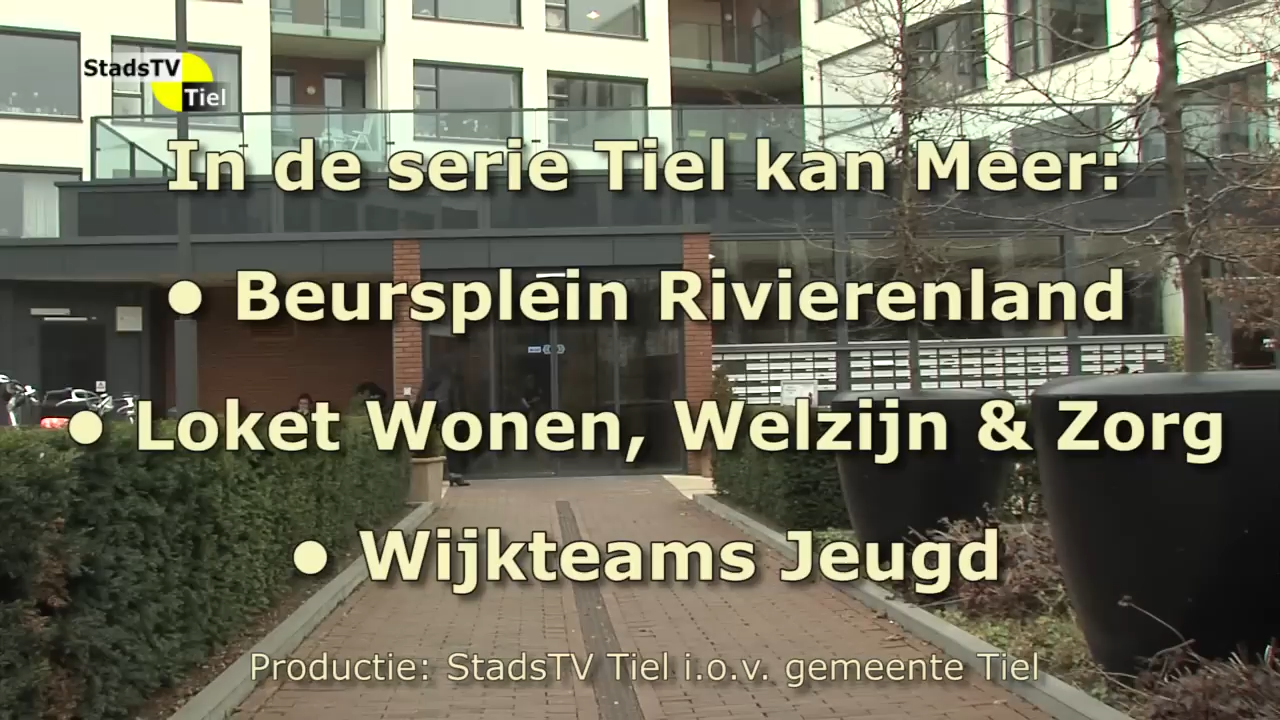 StadsTV
Tiel
In de serie Tiel kan Meer:
● Beursplein Rivierenland
● Loket Wonen, Welzijn & Zorg
● Wijkteams Jeugd
Productie: StadsTV Tiel i.o.v. gemeente Tiel